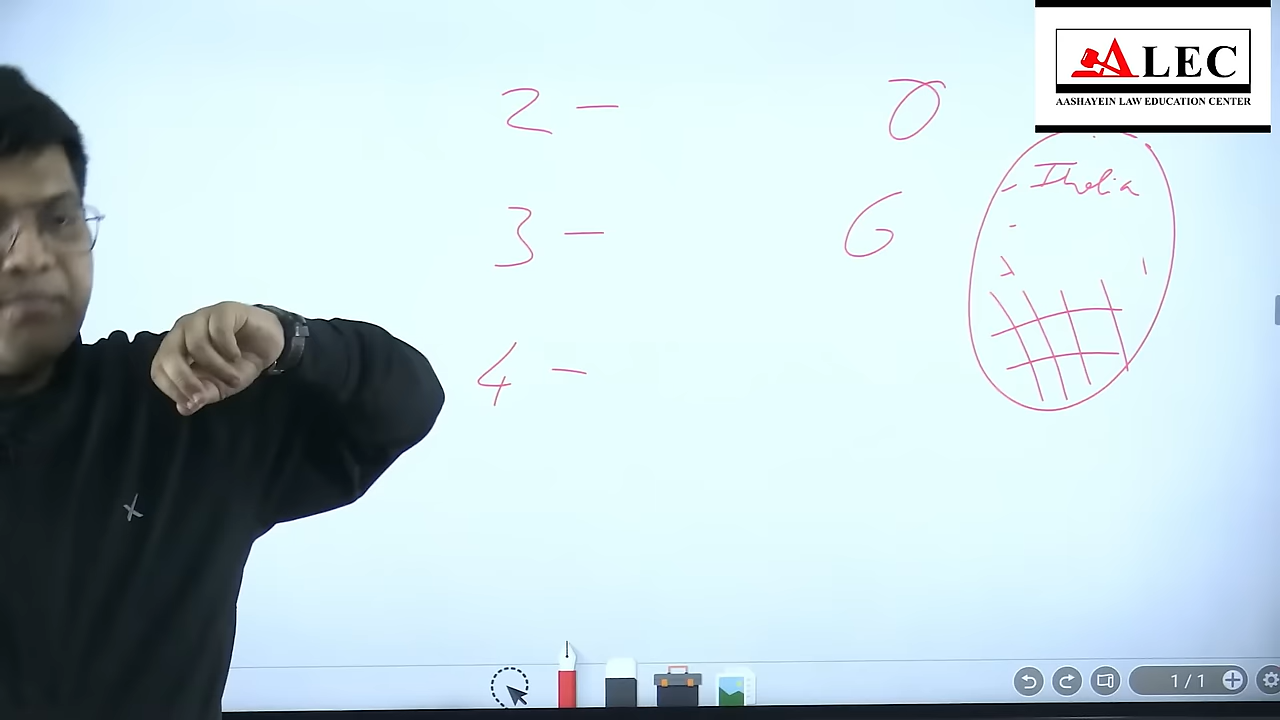 ALEC
AASHAYEIN LAW EDUCATION CENTER
2 -
3 -
4 -
0
6
- India
-
1 / 1